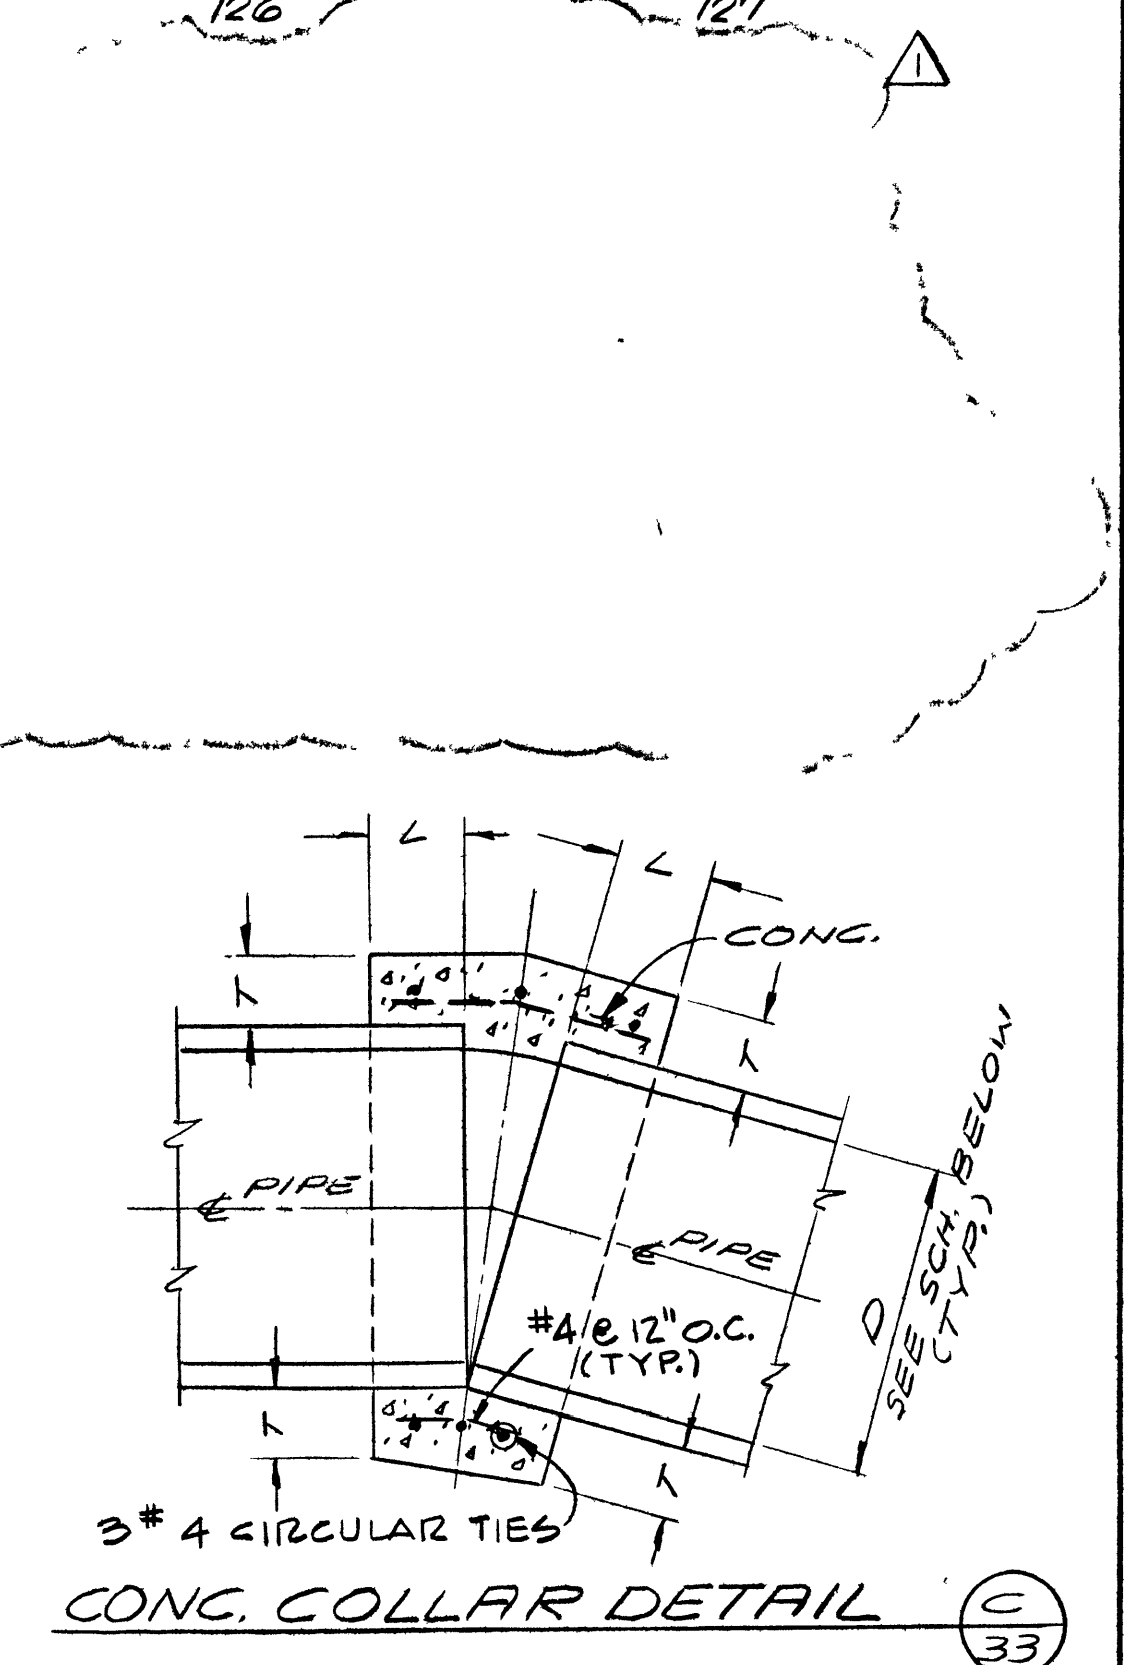 126 127
1
L
L
CONC.
T
T
SEE SCH. BELOW
(TYP.)
D
℄ PIPE
℄ PIPE
#4 @ 12" O.C.
(TYP.)
T
T
3 # 4 CIRCULAR TIES
CONC. COLLAR DETAIL
C
33